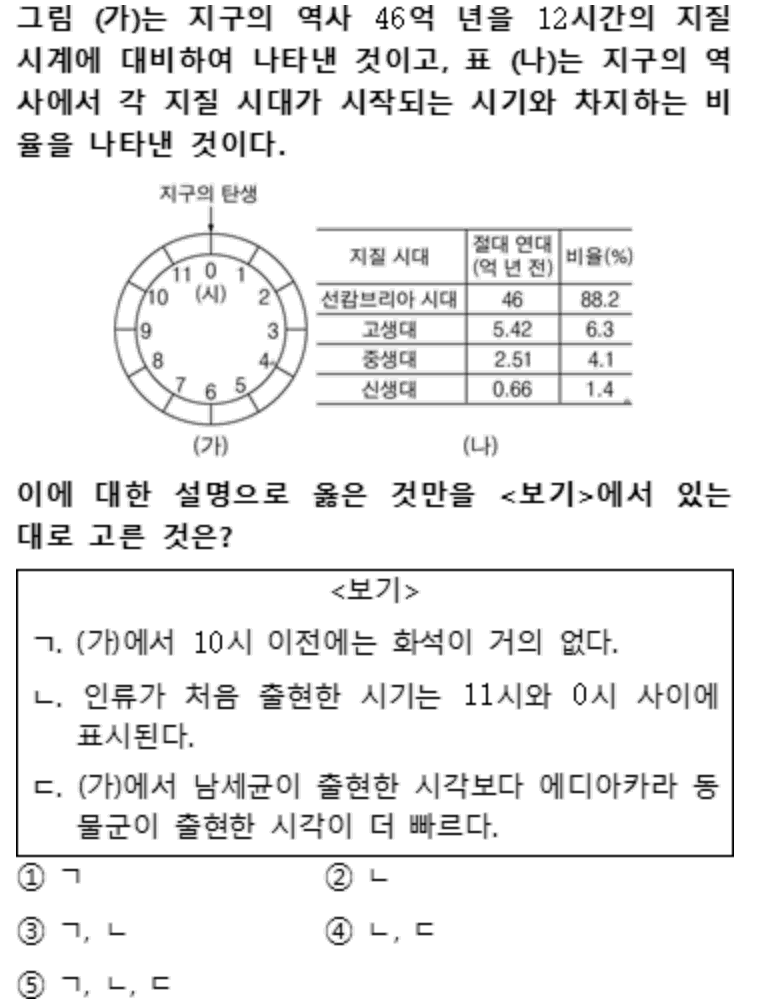 그림 (가)는 지구의 역사 46억 년을 12시간의 지질
시계에 대비하여 나타낸 것이고, 표 (나)는 지구의 역
사에서 각 지질 시대가 시작되는 시기와 차지하는 비
율을 나타낸 것이다.
지구의 탄생
0
1
2
3
4
5
6
7
8
9
10
11
(시)
(가)
지질 시대 절대 연대 (억 년 전) 비율(%)
선캄브리아 시대 46 88.2
고생대 5.42 6.3
중생대 2.51 4.1
신생대 0.66 1.4
(나)
이에 대한 설명으로 옳은 것만을 <보기>에서 있는
대로 고른 것은?
<보기>
ㄱ. (가)에서 10시 이전에는 화석이 거의 없다.
ㄴ. 인류가 처음 출현한 시기는 11시와 0시 사이에
표시된다.
ㄷ. (가)에서 남세균이 출현한 시각보다 에디아카라 동
물군이 출현한 시각이 더 빠르다.
① ㄱ ② ㄴ
③ ㄱ, ㄴ ④ ㄴ, ㄷ
⑤ ㄱ, ㄴ, ㄷ